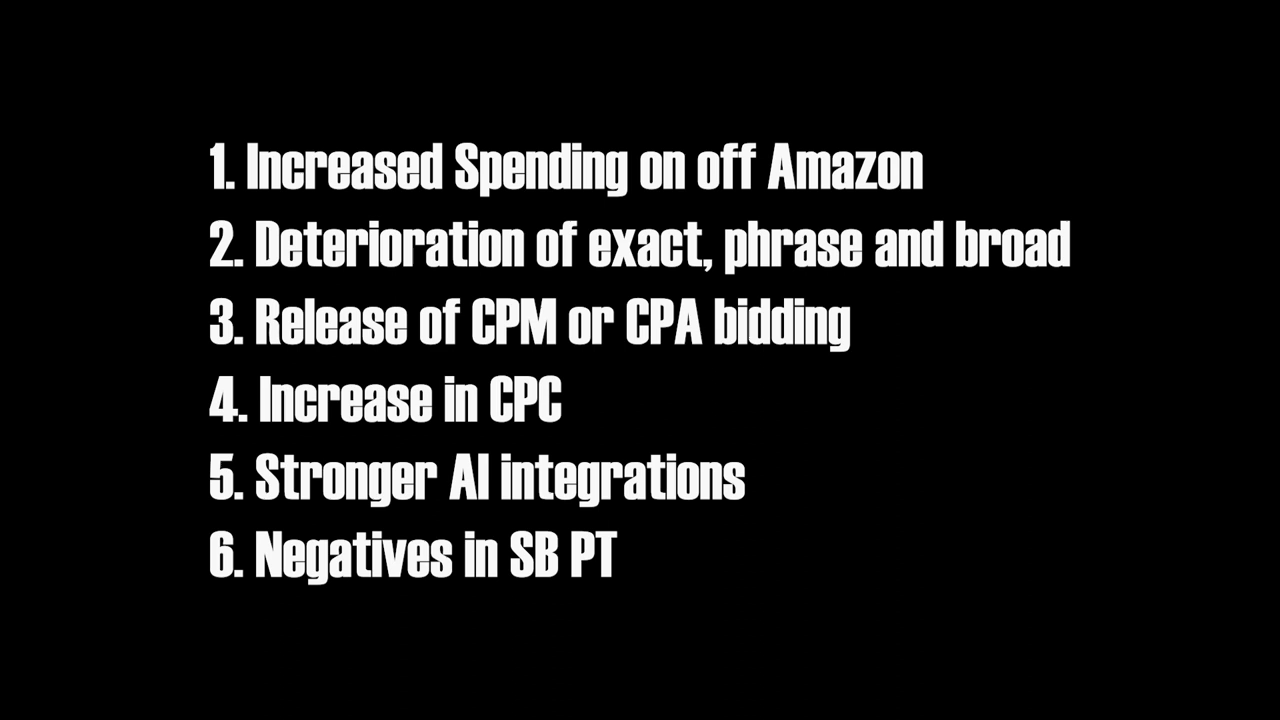 1. Increased Spending on off Amazon
2. Deterioration of exact, phrase and broad
3. Release of CPM or CPA bidding
4. Increase in CPC
5. Stronger AI integrations
6. Negatives in SB PT